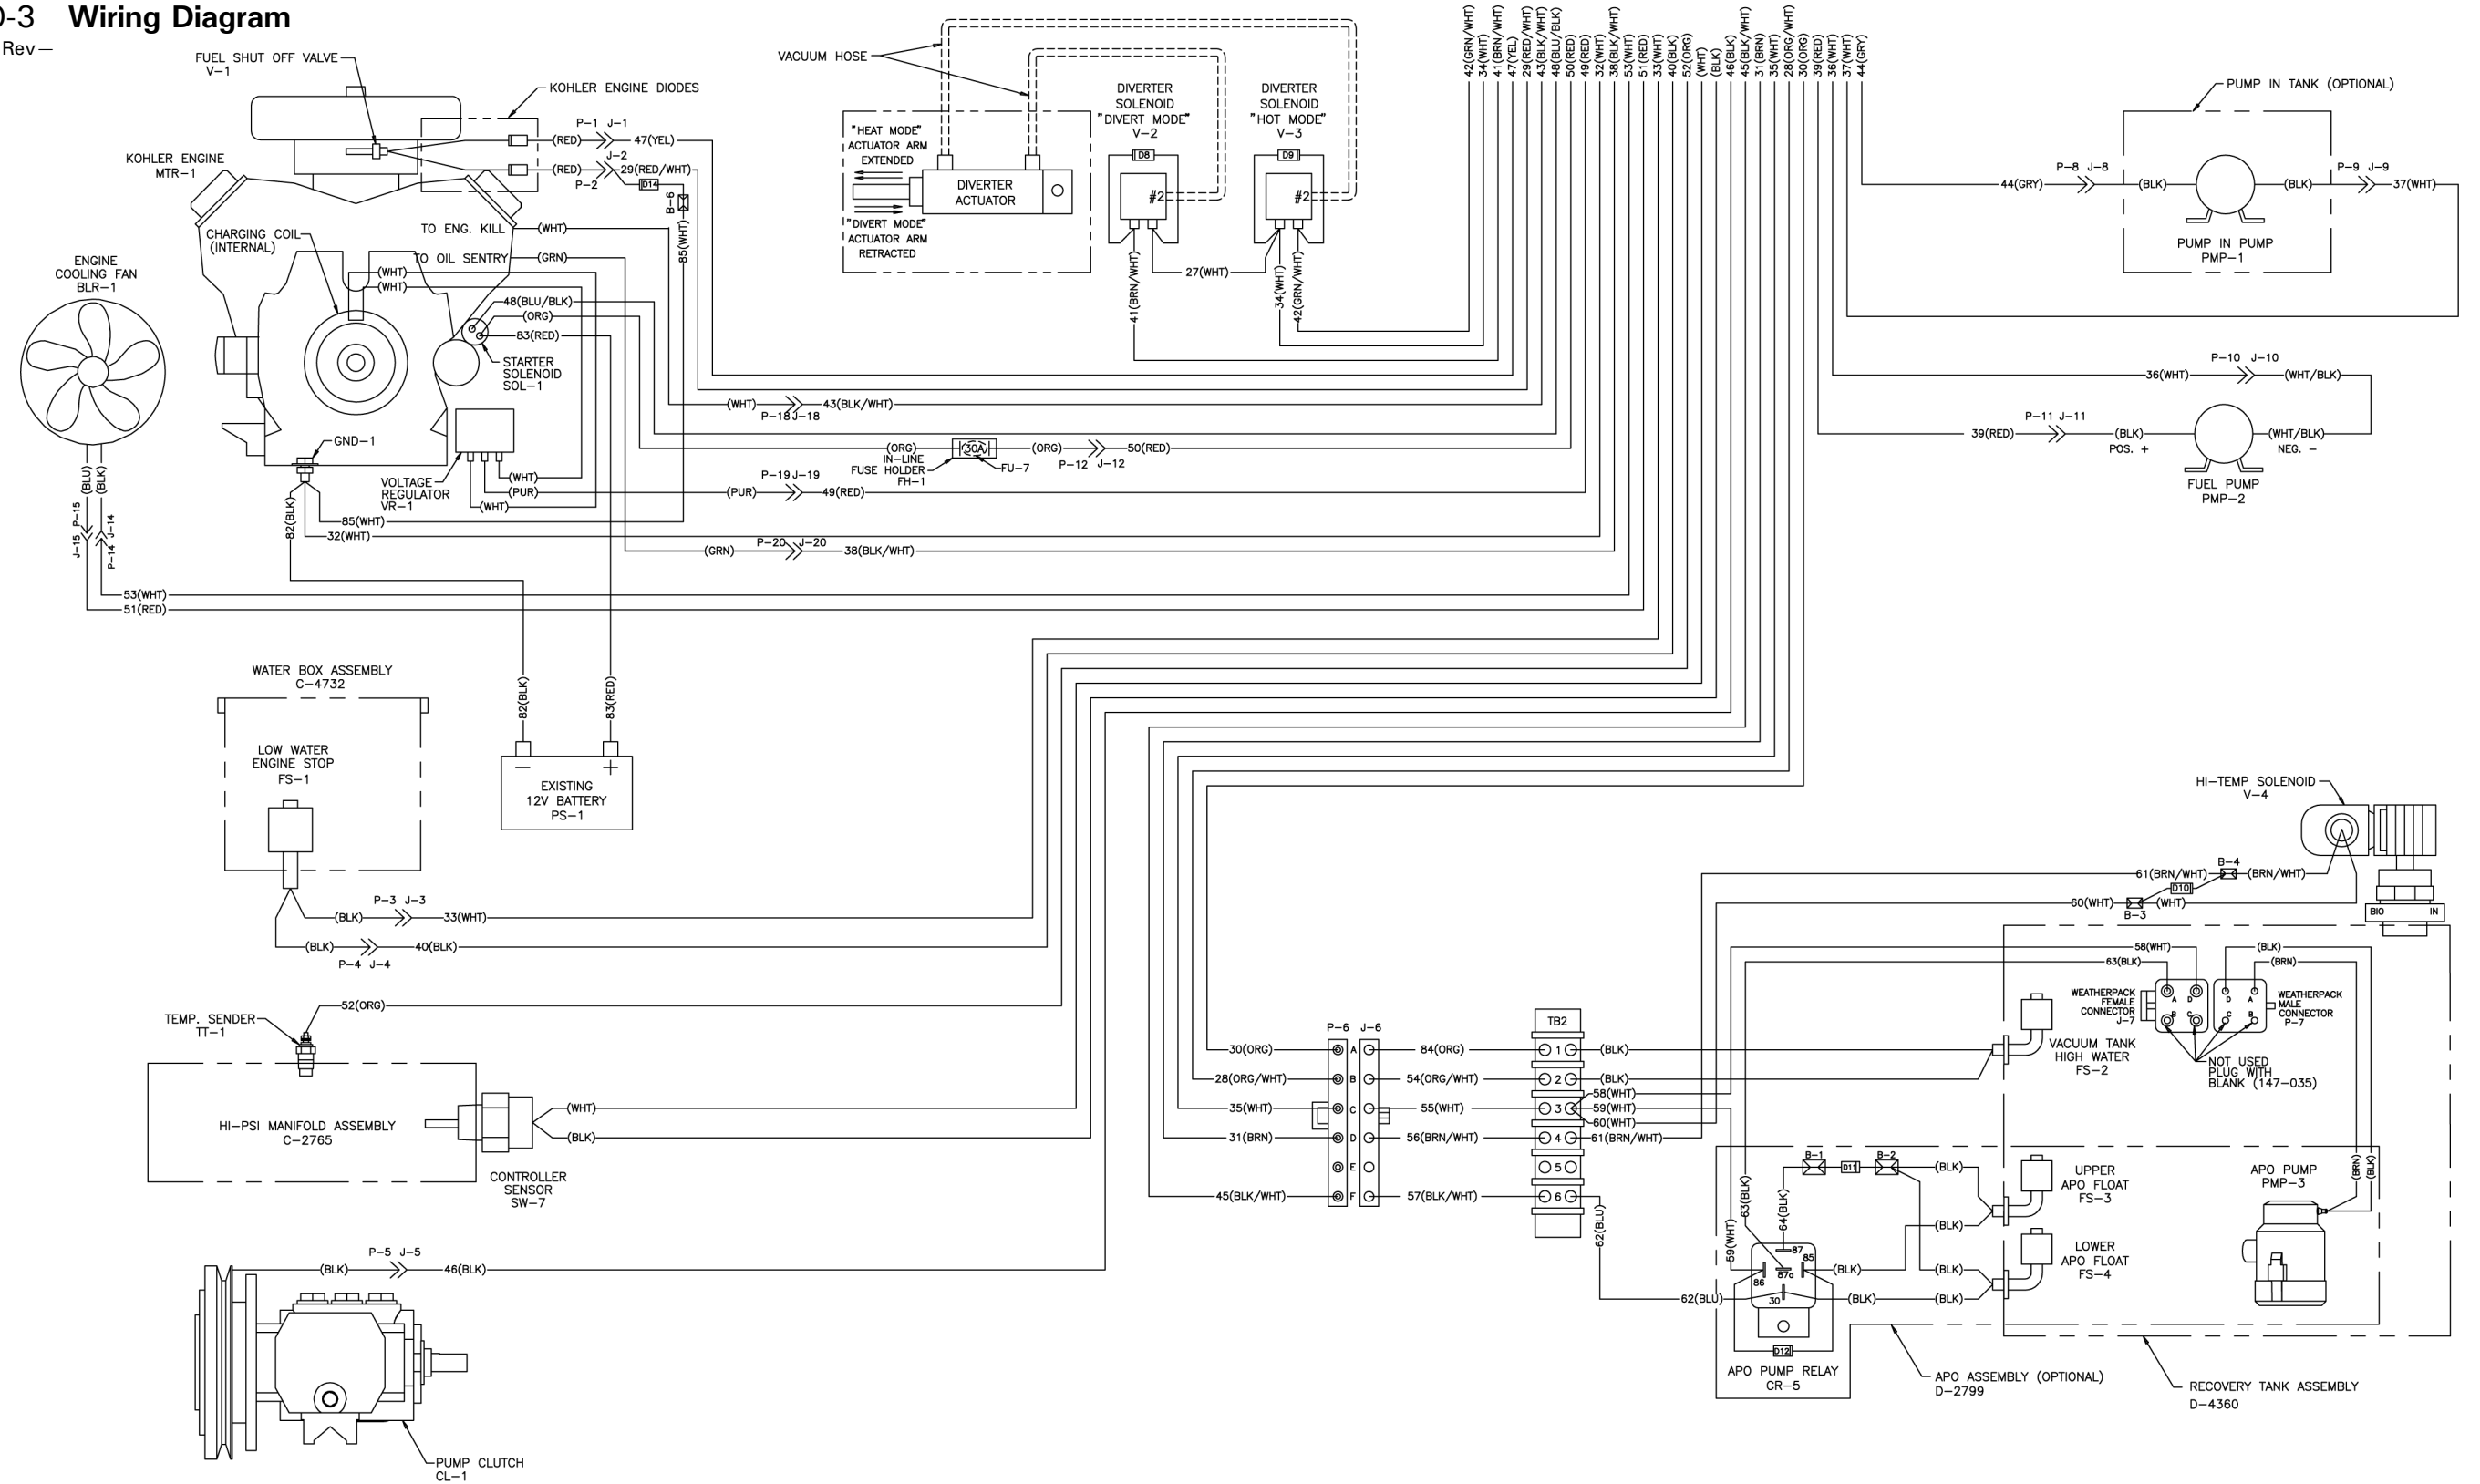 0-3 Wiring Diagram
Rev—
FUEL SHUT OFF VALVE
V-1
KOHLER ENGINE DIODES
P-1 J-1
(RED)
47(YEL)
J-2
(RED)
29(RED/WHT)
P-2
D14
B-6
85(WHT)
KOHLER ENGINE
MTR-1
TO ENG. KILL
(WHT)
CHARGING COIL
(INTERNAL)
TO OIL SENTRY
(GRN)
(WHT)
(WHT)
48(BLU/BLK)
(ORG)
83(RED)
STARTER
SOLENOID
SOL-1
ENGINE
COOLING FAN
BLR-1
(BLU)
(BLK)
P-15
J-15
J-14
P-14
GND-1
VOLTAGE
REGULATOR
VR-1
(WHT)
(PUR)
(WHT)
82(BLK)
85(WHT)
32(WHT)
(WHT)
P-18 J-18
43(BLK/WHT)
(ORG)
30A
(ORG)
P-12 J-12
50(RED)
IN-LINE
FUSE HOLDER
FH-1
FU-7
(PUR)
P-19 J-19
49(RED)
(GRN)
P-20 J-20
38(BLK/WHT)
53(WHT)
51(RED)
VACUUM HOSE
"HEAT MODE"
ACTUATOR ARM
EXTENDED
DIVERTER
ACTUATOR
"DIVERT MODE"
ACTUATOR ARM
RETRACTED
DIVERTER
SOLENOID
"DIVERT MODE"
V-2
D8
#2
DIVERTER
SOLENOID
"HOT MODE"
V-3
D9
#2
41(BRN/WHT)
27(WHT)
34(WHT)
42(GRN/WHT)
42(GRN/WHT)
34(WHT)
41(BRN/WHT)
47(YEL)
29(RED/WHT)
43(BLK/WHT)
48(BLU/BLK)
50(RED)
49(RED)
32(WHT)
38(BLK/WHT)
53(WHT)
51(RED)
33(WHT)
40(BLK)
52(ORG)
(WHT)
(BLK)
46(BLK)
45(BLK/WHT)
31(BRN)
35(WHT)
28(ORG/WHT)
30(ORG)
39(RED)
36(WHT)
37(WHT)
44(GRY)
PUMP IN TANK (OPTIONAL)
44(GRY)
P-8 J-8
(BLK)
(BLK)
P-9 J-9
37(WHT)
PUMP IN PUMP
PMP-1
P-10 J-10
36(WHT)
(WHT/BLK)
P-11 J-11
39(RED)
(BLK)
POS. +
(WHT/BLK)
NEG. -
FUEL PUMP
PMP-2
WATER BOX ASSEMBLY
C-4732
LOW WATER
ENGINE STOP
FS-1
82(BLK)
83(RED)
EXISTING
12V BATTERY
PS-1
P-3 J-3
(BLK)
33(WHT)
(BLK)
40(BLK)
P-4 J-4
52(ORG)
TEMP. SENDER
TT-1
HI-PSI MANIFOLD ASSEMBLY
C-2765
(WHT)
(BLK)
CONTROLLER
SENSOR
SW-7
P-5 J-5
(BLK)
46(BLK)
PUMP CLUTCH
CL-1
P-6 J-6
TB2
30(ORG)
A
84(ORG)
1
(BLK)
28(ORG/WHT)
B
54(ORG/WHT)
2
(BLK)
35(WHT)
C
55(WHT)
3
58(WHT)
59(WHT)
60(WHT)
31(BRN)
D
56(BRN/WHT)
4
61(BRN/WHT)
E
5
45(BLK/WHT)
F
57(BLK/WHT)
6
62(BLU)
HI-TEMP SOLENOID
V-4
61(BRN/WHT)
B-4
(BRN/WHT)
D10
60(WHT)
B-3
(WHT)
BIO
IN
58(WHT)
63(BLK)
(BLK)
(BRN)
WEATHERPACK
FEMALE
CONNECTOR
J-7
A D
B C
D A
C B
WEATHERPACK
MALE
CONNECTOR
P-7
VACUUM TANK
HIGH WATER
FS-2
NOT USED
PLUG WITH
BLANK (147-035)
B-1
D11
B-2
(BLK)
63(BLK)
64(BLK)
59(WHT)
87
85
86
87a
30
(BLK)
(BLK)
(BLK)
62(BLU)
(BLK)
(BLK)
D12
UPPER
APO FLOAT
FS-3
LOWER
APO FLOAT
FS-4
APO PUMP
PMP-3
(BRN)
(BLK)
APO PUMP RELAY
CR-5
APO ASSEMBLY (OPTIONAL)
D-2799
RECOVERY TANK ASSEMBLY
D-4360